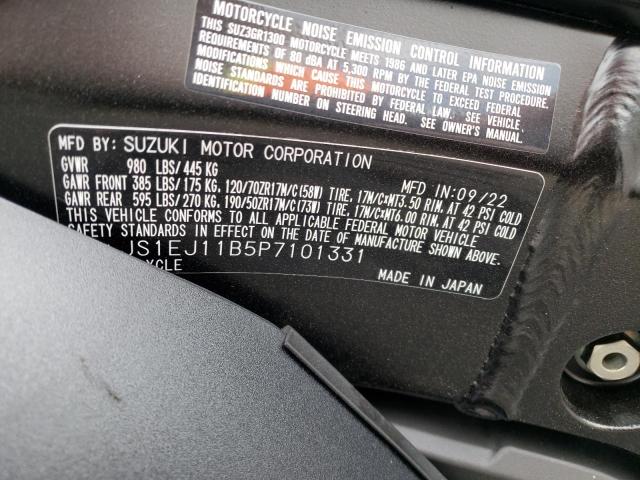 MOTORCYCLE NOISE EMISSION CONTROL INFORMATION
THIS SUZ3GR1300 MOTORCYCLE MEETS 1986 AND LATER EPA NOISE EMISSION
REQUIREMENTS OF 80 dBA AT 5,300 RPM BY THE FEDERAL TEST PROCEDURE.
MODIFICATIONS WHICH CAUSE THIS MOTORCYCLE TO EXCEED FEDERAL
STANDARDS ARE PROHIBITED BY FEDERAL LAW. SEE VEHICLE
IDENTIFICATION NUMBER ON STEERING HEAD. SEE OWNER'S MANUAL.
MFD BY: SUZUKI MOTOR CORPORATION
MFD IN:09/22
GVWR 980 LBS/445 KG
GAWR FRONT 385 LBS/175 KG, 120/70ZR17M/C(58W) TIRE, 17M/C×MT3.50 RIM, AT 42 PSI COLD
GAWR REAR 595 LBS/270 KG, 190/50ZR17M/C(73W) TIRE, 17M/C×MT6.00 RIM, AT 42 PSI COLD
THIS VEHICLE CONFORMS TO ALL APPLICABLE FEDERAL MOTOR VEHICLE
SAFETY STANDARDS IN EFFECT ON THE DATE OF MANUFACTURE SHOWN ABOVE.
JS1EJ11B5P7101331
MADE IN JAPAN